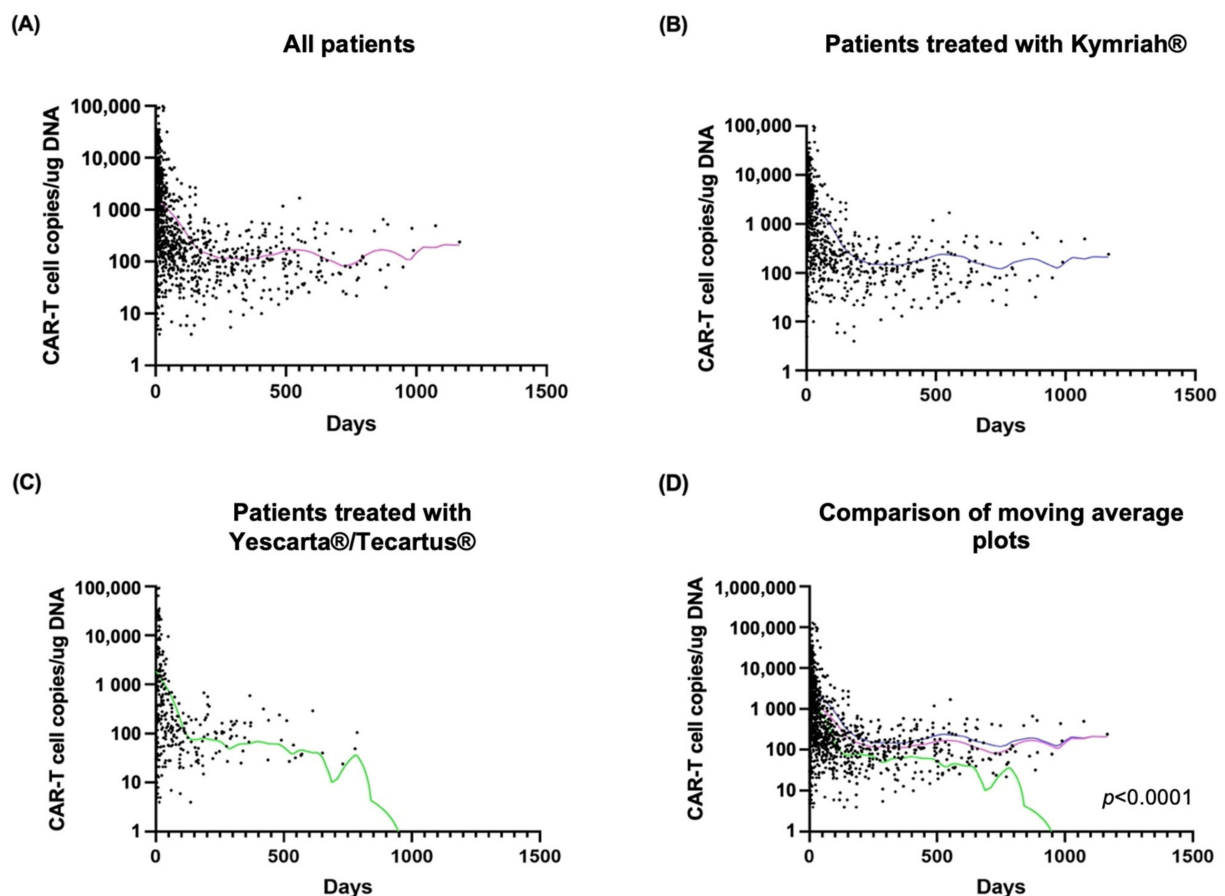 (A)
All patients
CAR-T cell copies/ug DNA
100,000
10,000
1 000
100
10
1
0
500
1000
1500
Days
(B)
Patients treated with Kymriah®
CAR-T cell copies/ug DNA
100,000
10,000
1 000
100
10
1
0
500
1000
1500
Days
(C)
Patients treated with
Yescarta®/Tecartus®
CAR-T cell copies/ug DNA
100,000
10,000
1 000
100
10
1
0
500
1000
1500
Days
(D)
Comparison of moving average
plots
CAR-T cell copies/ug DNA
1,000,000
100,000
10,000
1 000
100
10
1
p<0.0001
0
500
1000
1500
Days